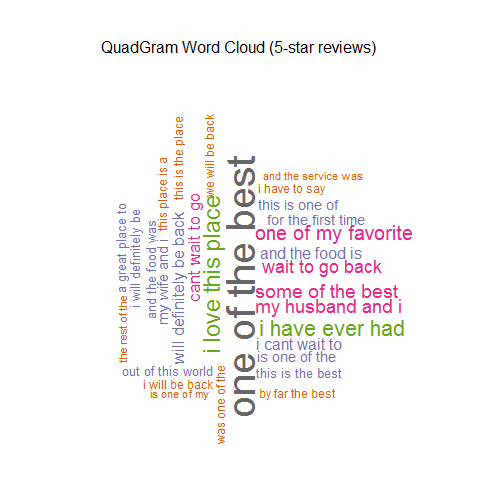 QuadGram Word Cloud (5-star reviews)
the rest of the
a great place to
i will definitely be
and the food was
my wife and i
this place is a
will definitely be back
this is the place
cant wait to go
i love this place
we will be back
was one of the
one of the best
and the service was
i have to say
this is one of
for the first time
one of my favorite
and the food is
wait to go back
some of the best
my husband and i
i have ever had
i cant wait to
is one of the
this is the best
by far the best
out of this world
i will be back
is one of my